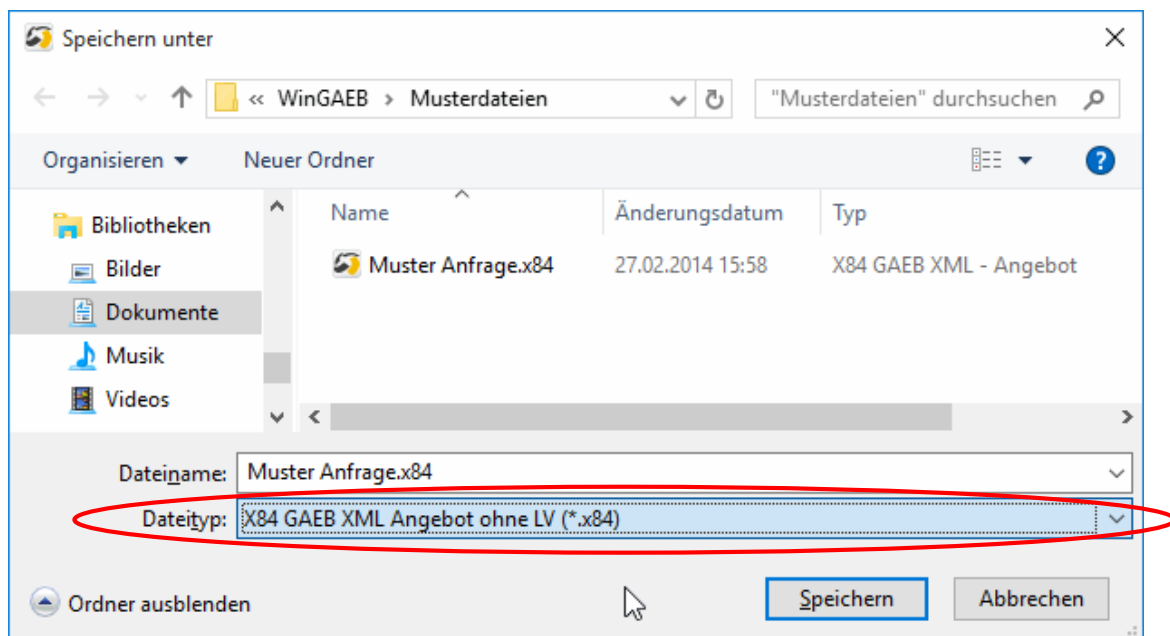 Speichern unter
« WinGAEB > Musterdateien
"Musterdateien" durchsuchen
Organisieren
Neuer Ordner
?
Name
Änderungsdatum
Typ
Bibliotheken
Bilder
Dokumente
Musik
Videos
Muster Anfrage.x84
27.02.2014 15:58
X84 GAEB XML - Angebot
Dateiname: Muster Anfrage.x84
Dateityp: X84 GAEB XML Angebot ohne LV (*.x84)
Ordner ausblenden
Speichern
Abbrechen